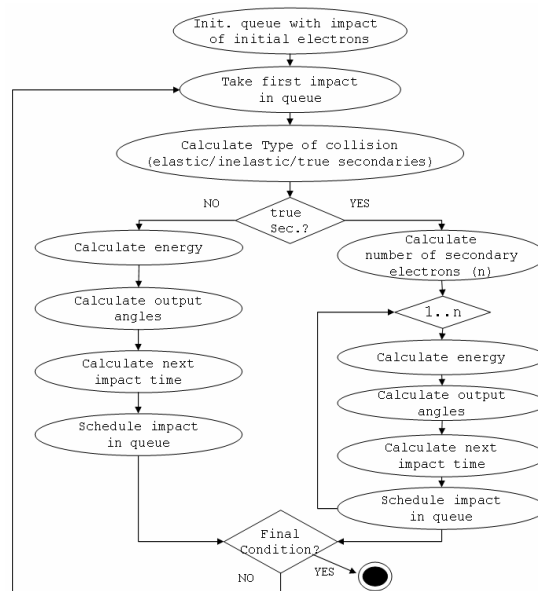 Init. queue with impact
of initial electrons
Take first impact
in queue
Calculate Type of collision
(elastic/inelastic/true secondaries)
NO
true
Sec.?
YES
Calculate energy
Calculate output
angles
Calculate next
impact time
Schedule impact
in queue
Calculate
number of secondary
electrons (n)
1..n
Calculate energy
Calculate output
angles
Calculate next
impact time
Schedule impact
in queue
Final
Condition?
NO
YES